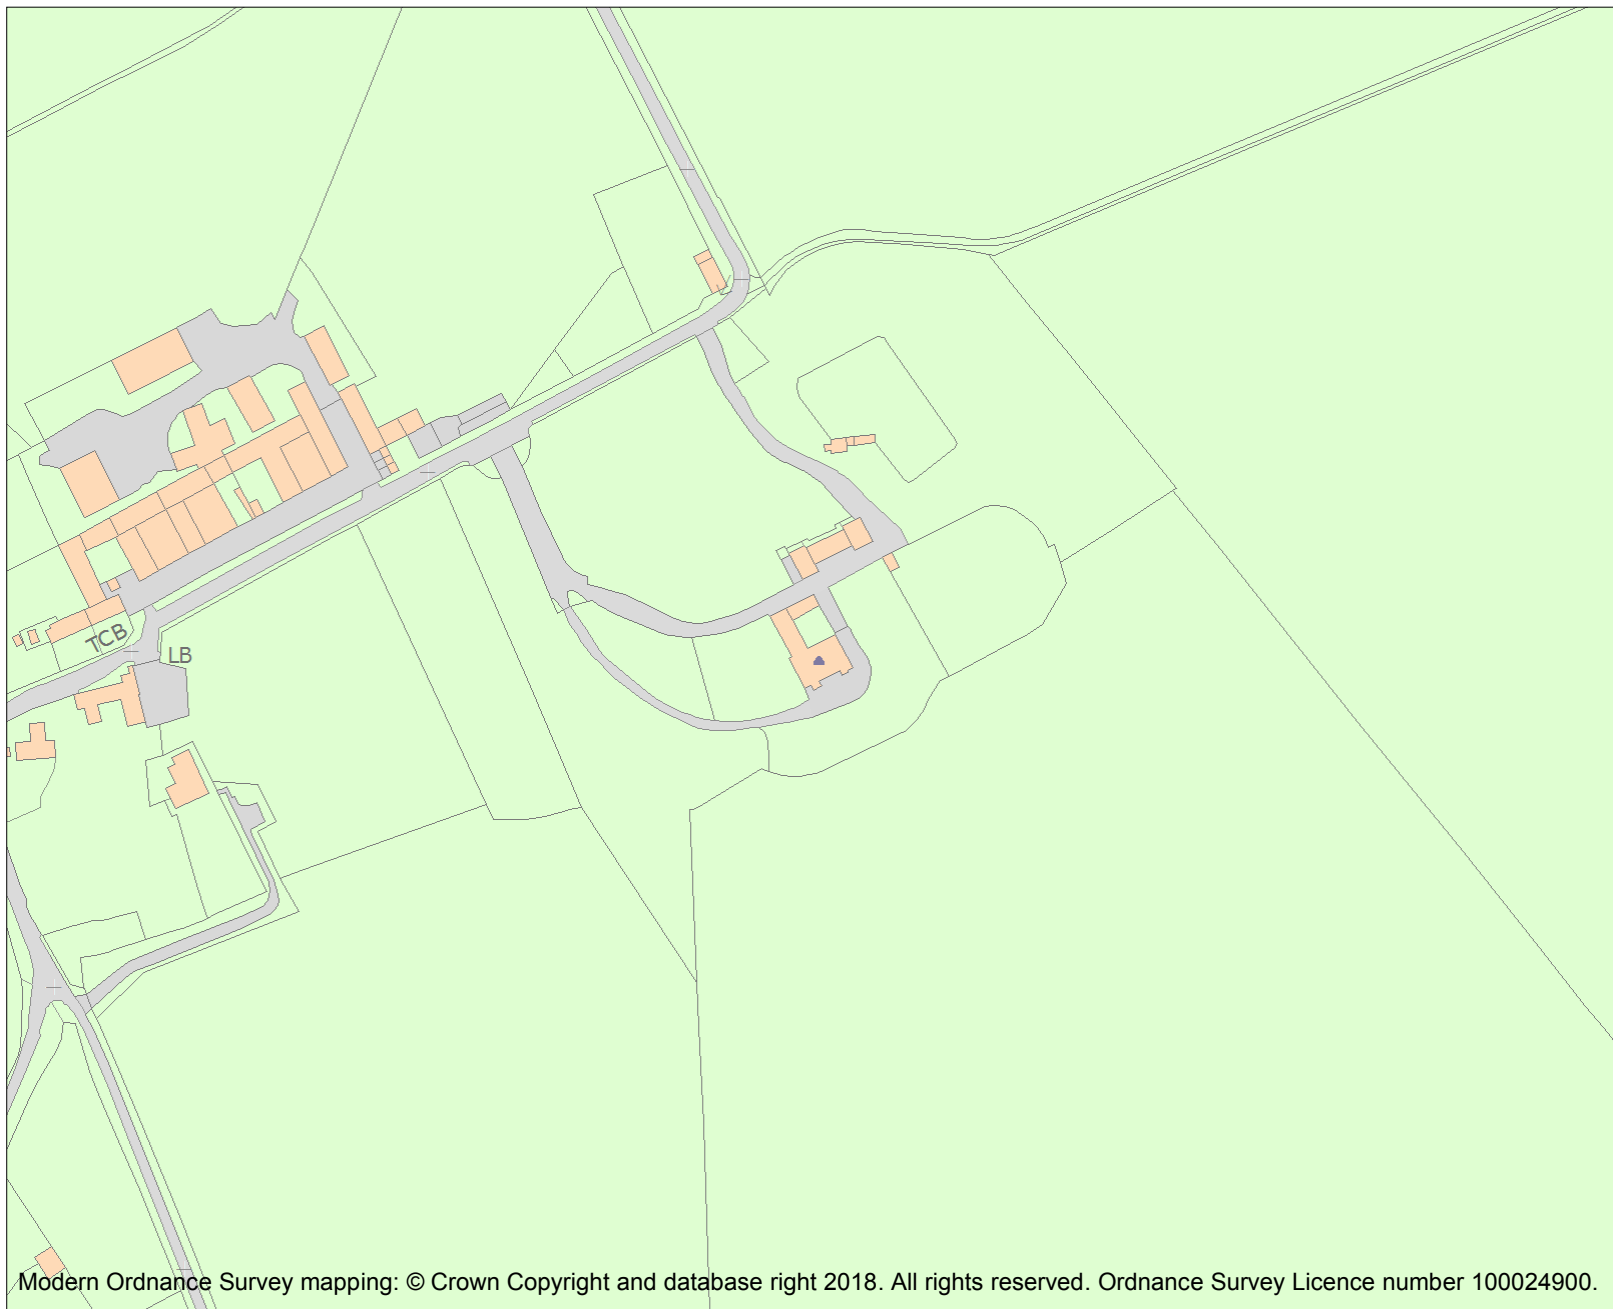 TCB
LB
Modern Ordnance Survey mapping: © Crown Copyright and database right 2018. All rights reserved. Ordnance Survey Licence number 100024900.